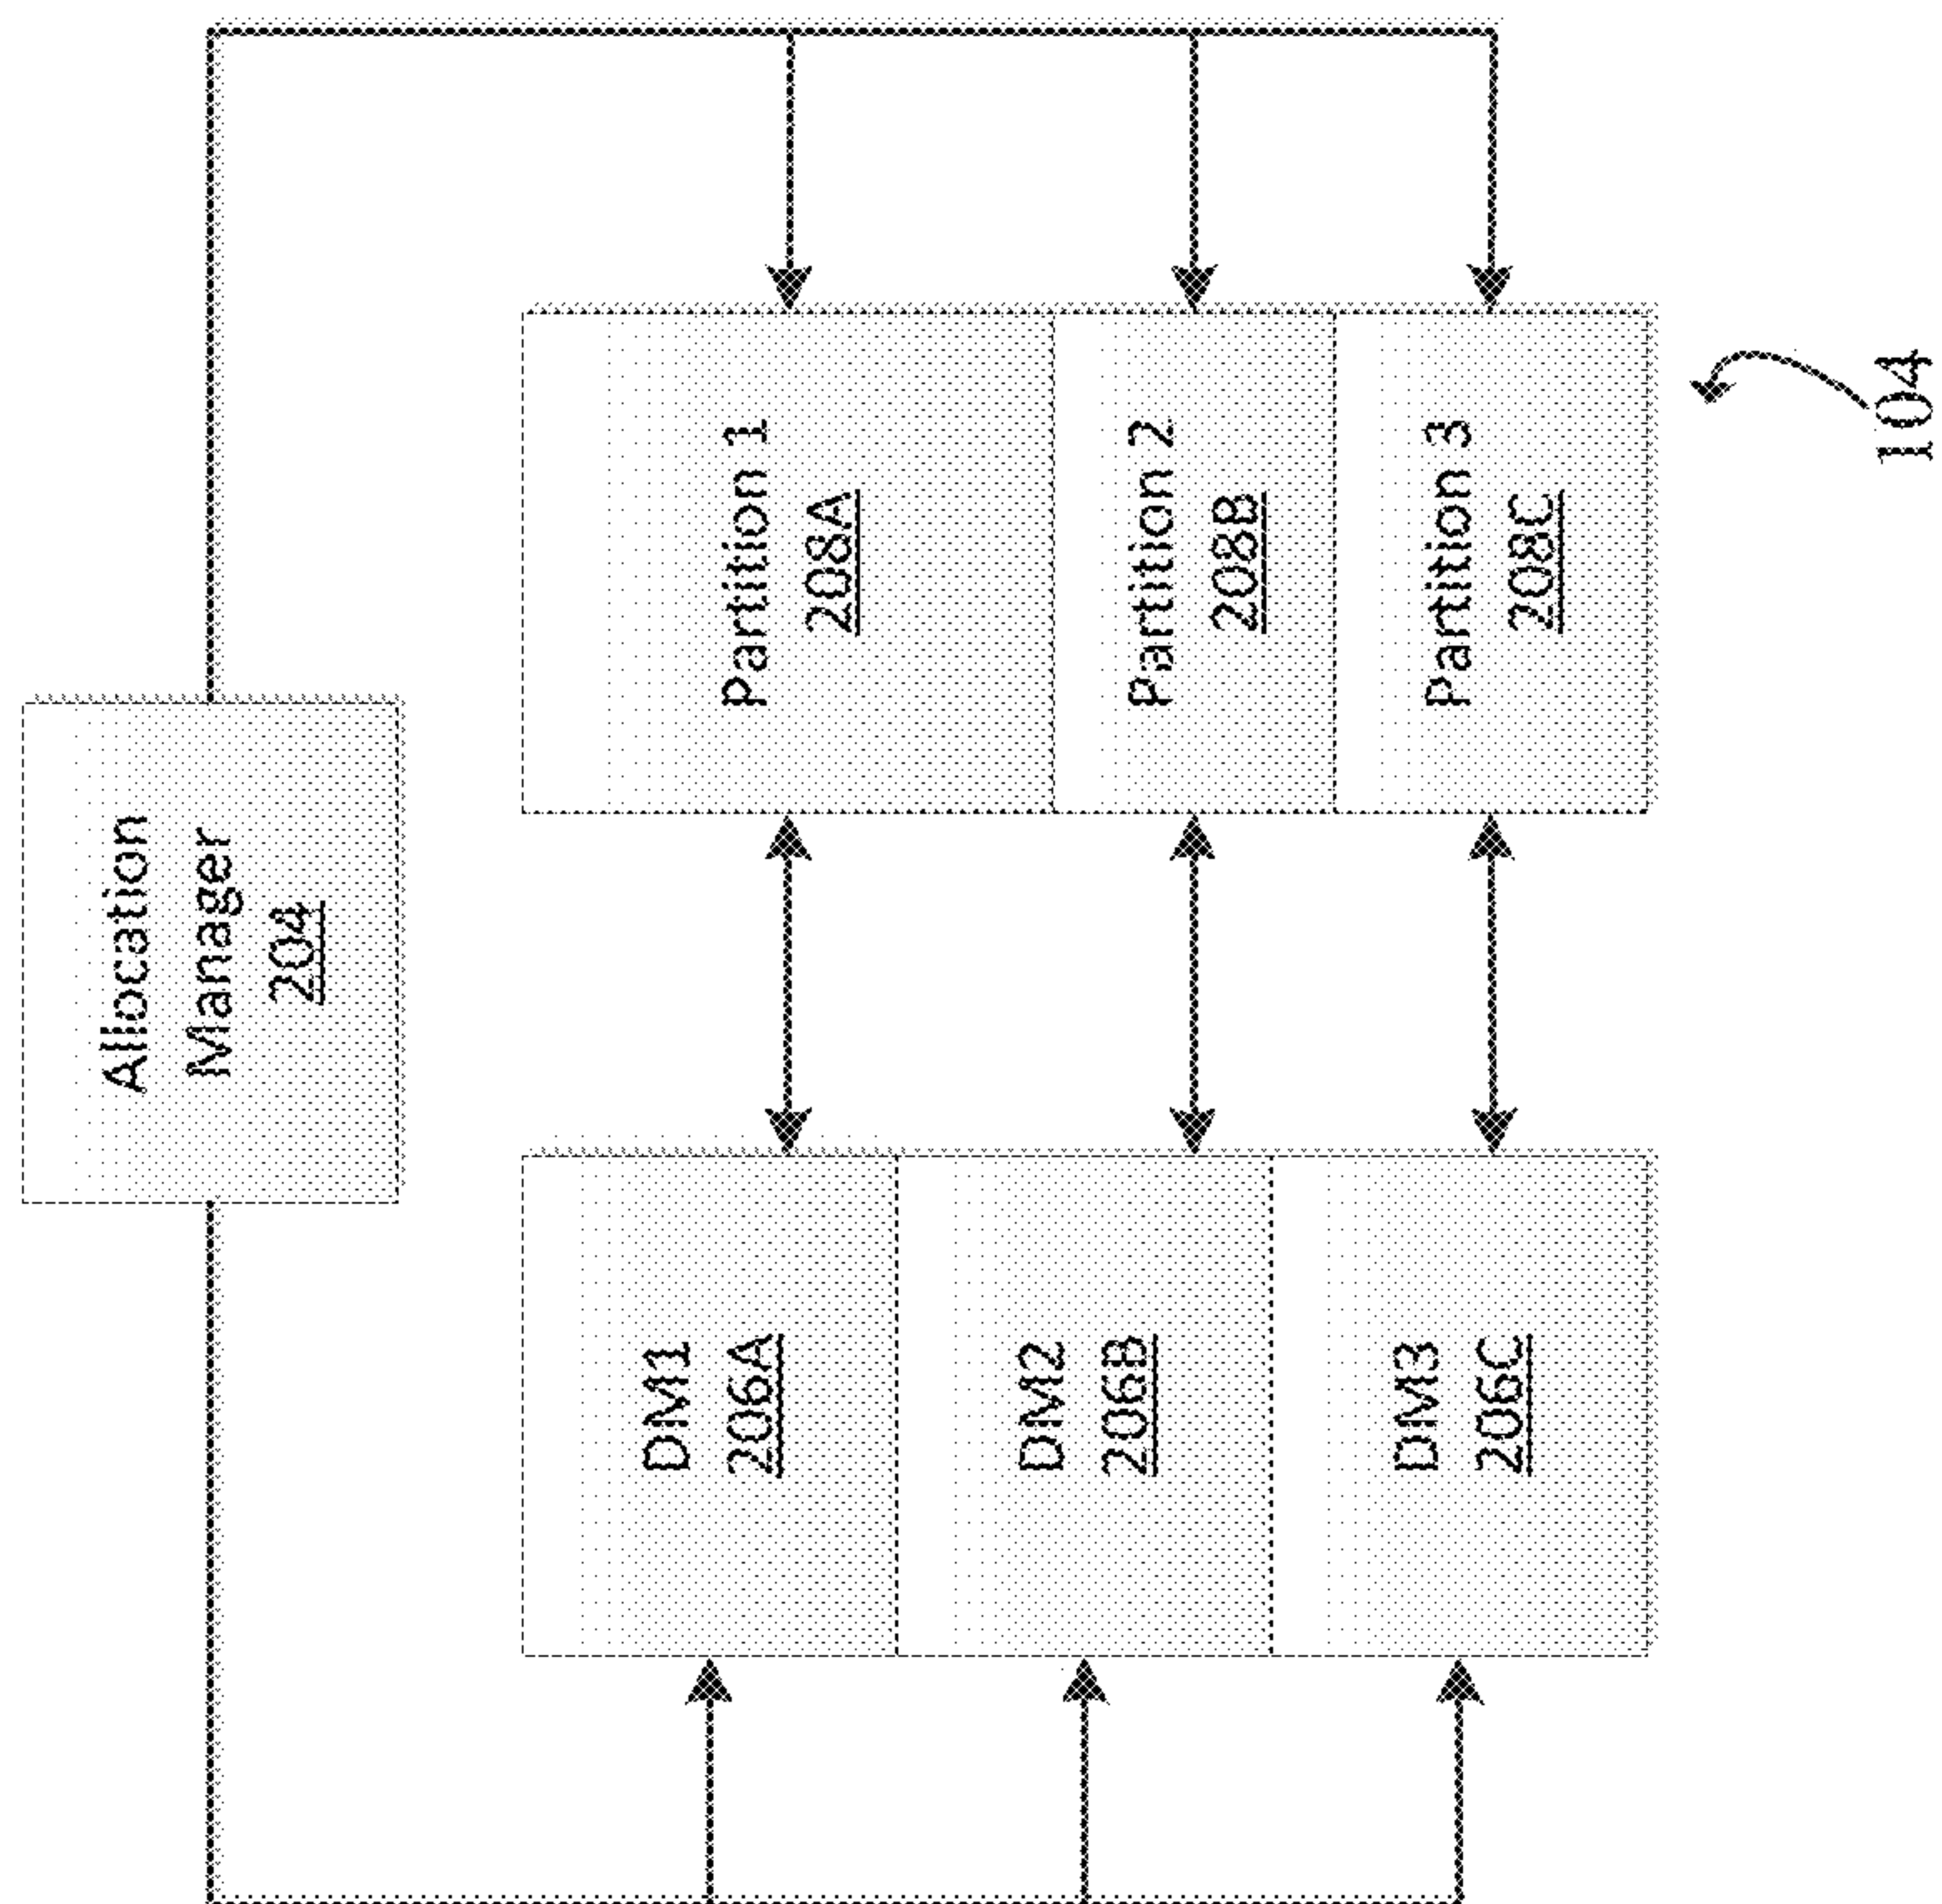 Allocation
Manager
204
DM1
206A
DM2
206B
DM3
206C
Partition 1
208A
Partition 2
208B
Partition 3
208C
104